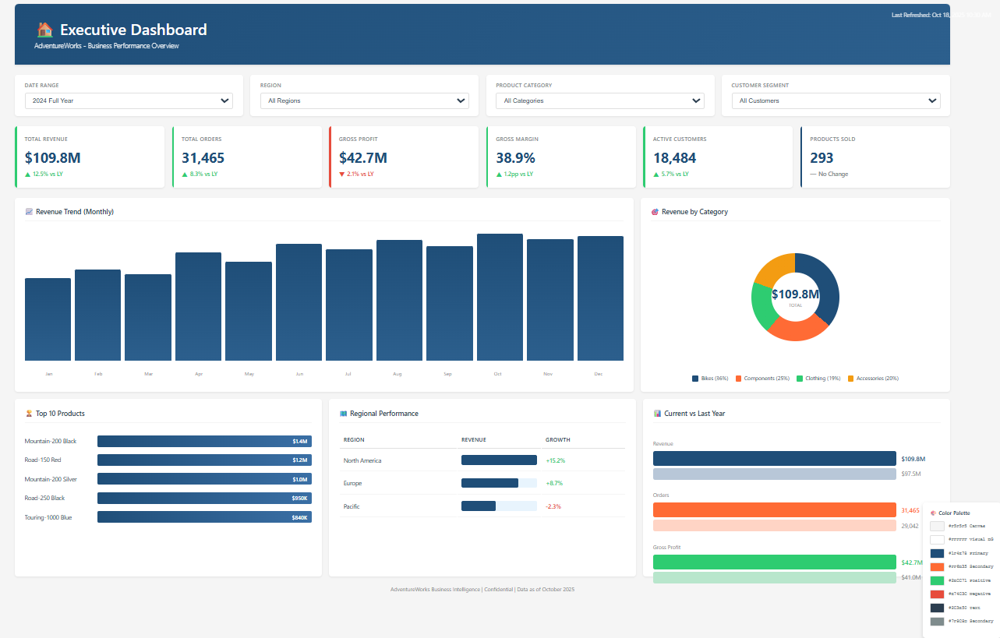 Last Refreshed: Oct 18,
Executive Dashboard
AdventureWorks - Business Performance Overview
DATE RANGE
2024 Full Year
REGION
All Regions
PRODUCT CATEGORY
All Categories
CUSTOMER SEGMENT
All Customers
TOTAL REVENUE
$109.8M
▲ 12.5% vs LY
TOTAL ORDERS
31,465
▲ 8.3% vs LY
GROSS PROFIT
$42.7M
▼ 2.1% vs LY
GROSS MARGIN
38.9%
▲ 1.2pp vs LY
ACTIVE CUSTOMERS
18,484
▲ 5.7% vs LY
PRODUCTS SOLD
293
— No Change
Revenue Trend (Monthly)
Jan Feb Mar Apr May Jun Jul Aug Sep Oct Nov Dec
Revenue by Category
$109.8M
TOTAL
Bikes (36%) Components (25%) Clothing (19%) Accessories (20%)
Top 10 Products
Mountain-200 Black $1.4M
Road-150 Red $1.2M
Mountain-200 Silver $1.0M
Road-250 Black $950K
Touring-1000 Blue $840K
Regional Performance
REGION REVENUE GROWTH
North America +15.2%
Europe +8.7%
Pacific -2.3%
Current vs Last Year
Revenue
$109.8M
$97.5M
Orders
31,465
29,042
Gross Profit
$42.7M
$41.0M
Color Palette
#f5f5f5 Canvas
#ffffff Visual BG
#1f4e78 Primary
#ff6b35 Secondary
#2ecc71 Positive
#e74c3c Negative
#2c3e50 Text
#7f8c8d Secondary
AdventureWorks Business Intelligence | Confidential | Data as of October 2025